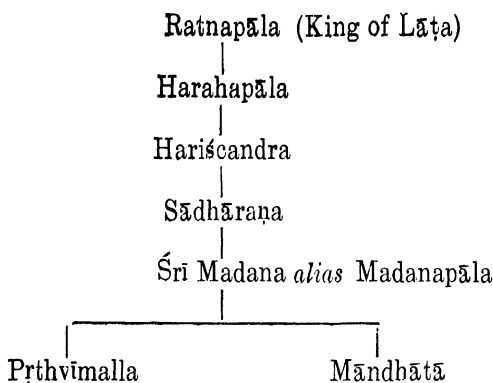 Ratnapāla (King of Lāṭa)
Harahapāla
Hariścandra
Sādhāraṇa
Śrī Madana alias Madanapāla
Pṛthvīmalla Māndhātā